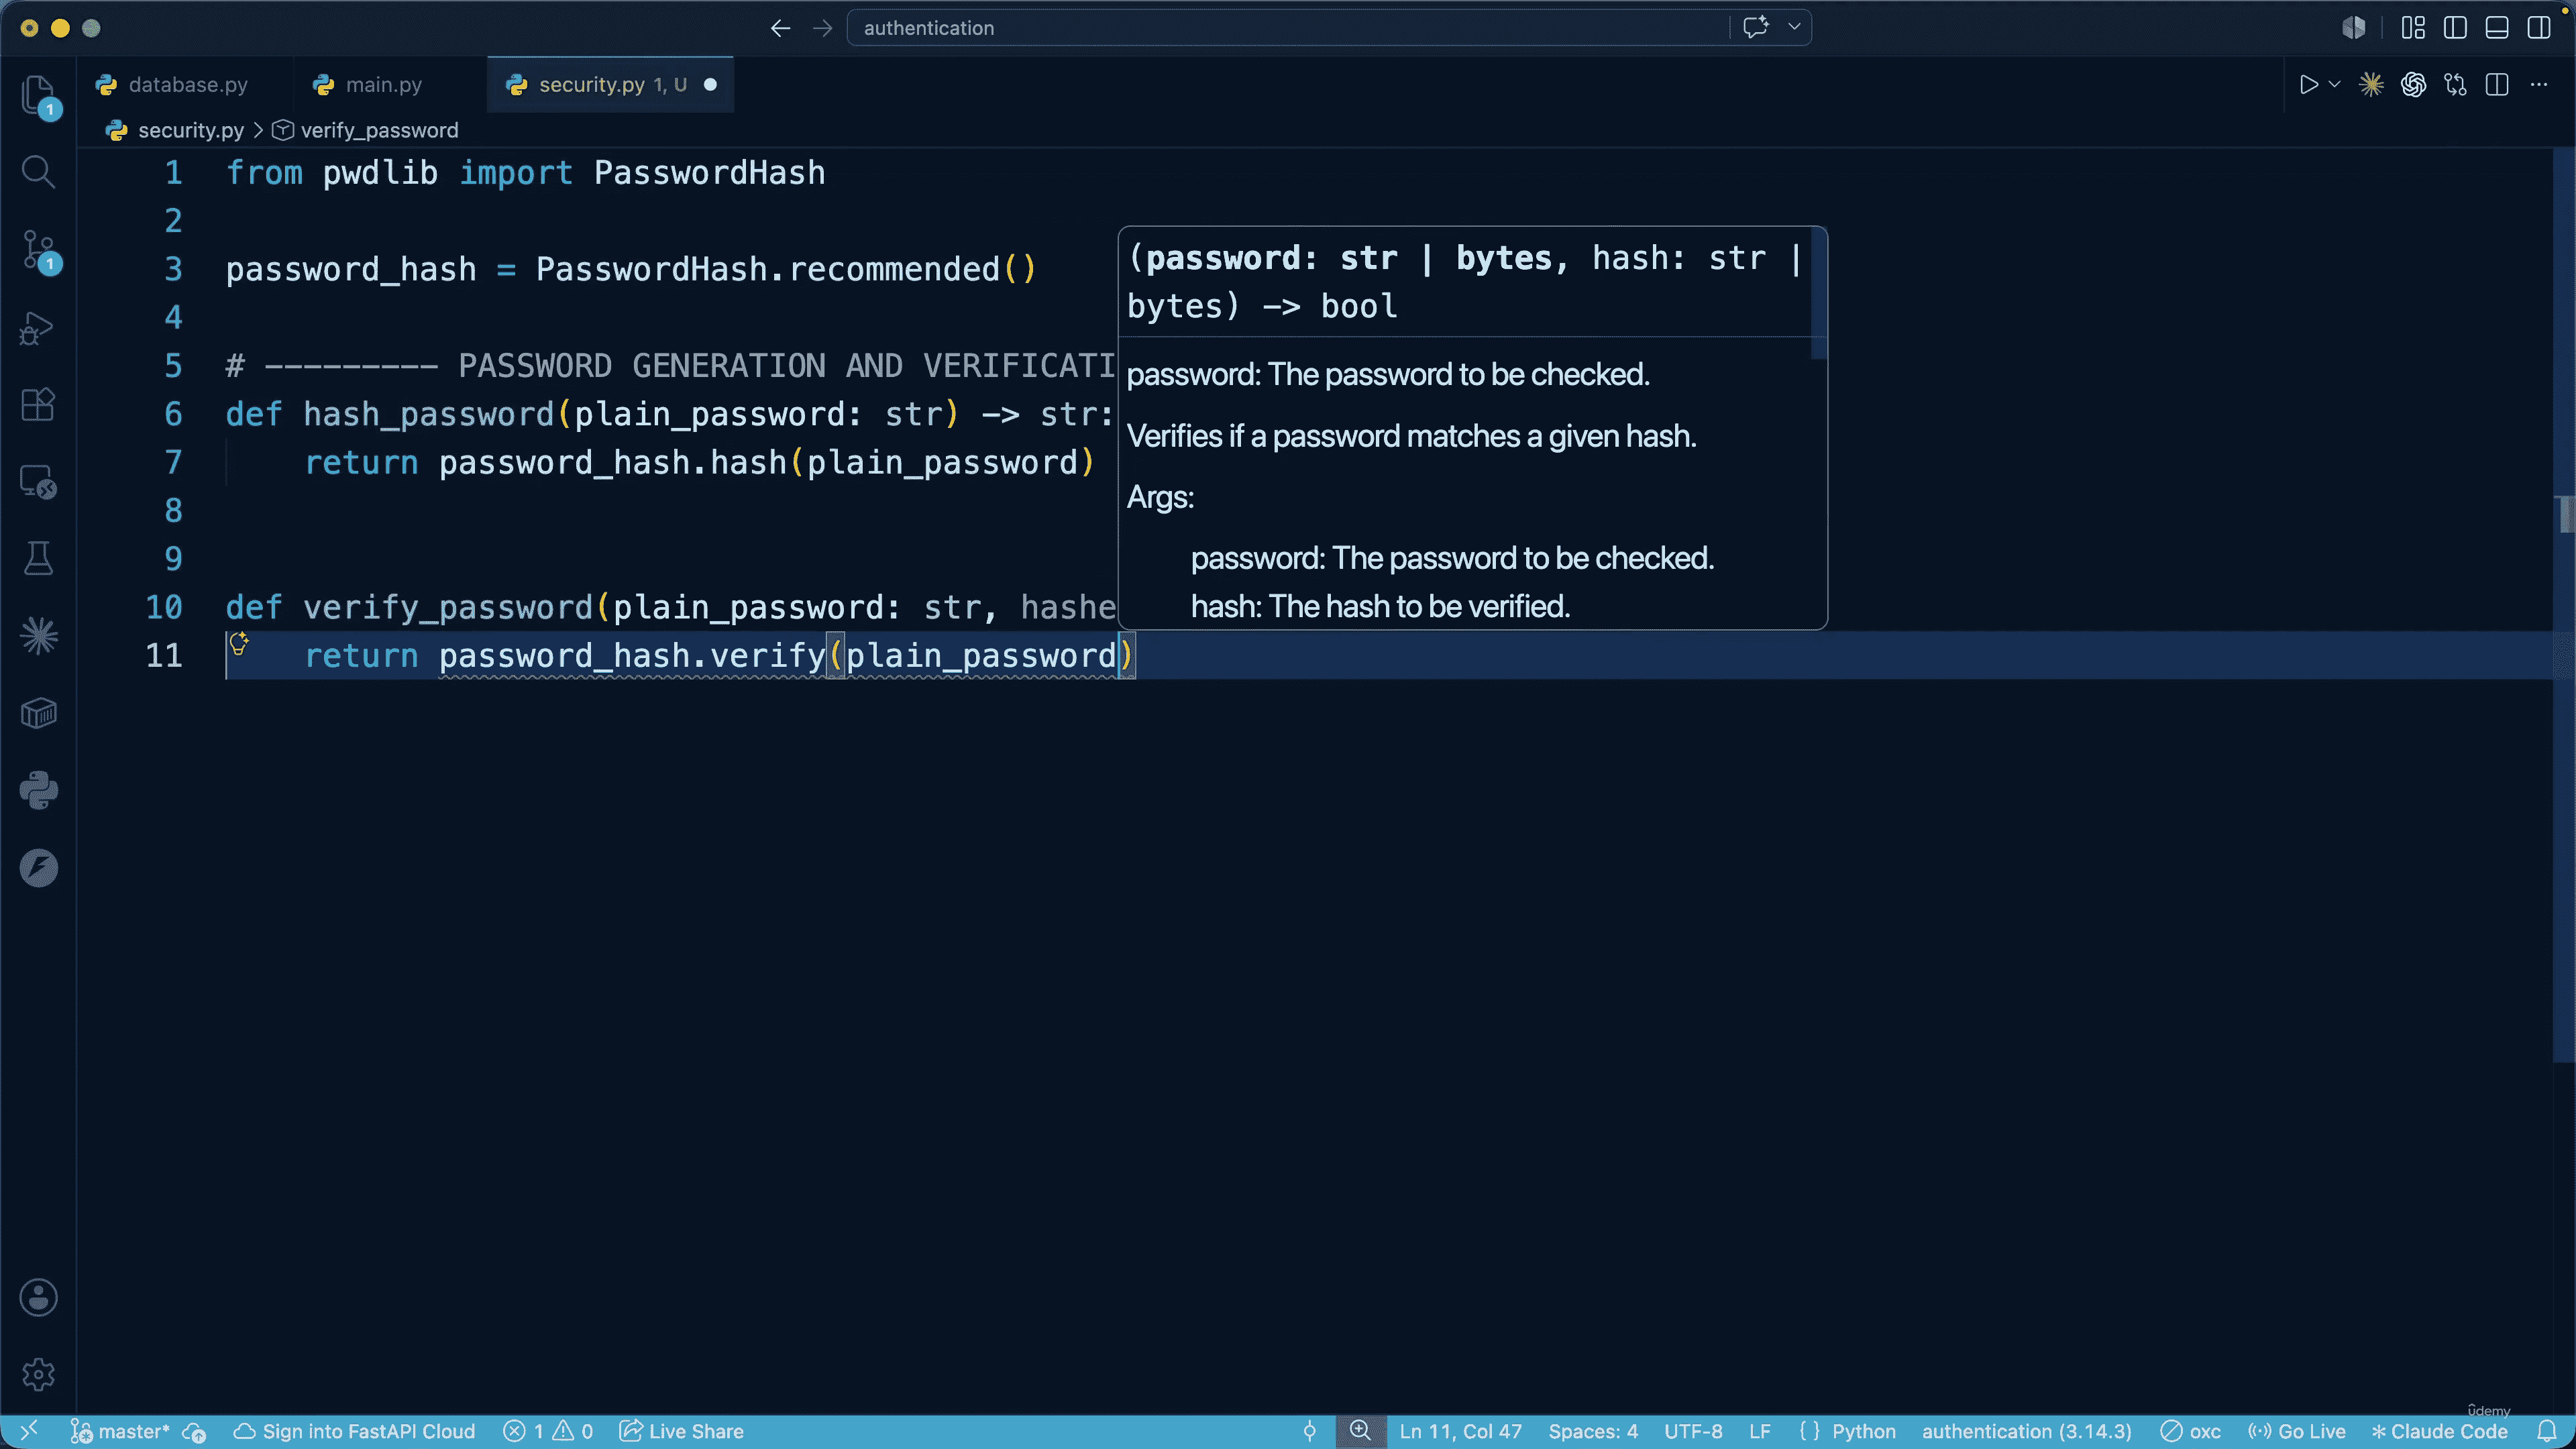 authentication
database.py
main.py
security.py 1, U
security.py > verify_password
1 from pwdlib import PasswordHash
2
3 password_hash = PasswordHash.recommended()
4
5 # --------- PASSWORD GENERATION AND VERIFICATI
6 def hash_password(plain_password: str) -> str:
7 return password_hash.hash(plain_password)
8
9
10 def verify_password(plain_password: str, hashe
11 return password_hash.verify(plain_password)
(password: str | bytes, hash: str |
bytes) -> bool
password: The password to be checked.
Verifies if a password matches a given hash.
Args:
password: The password to be checked.
hash: The hash to be verified.
1
1
ûdemy
master* Sign into FastAPI Cloud 1 0 Live Share Ln 11, Col 47 Spaces: 4 UTF-8 LF { } Python authentication (3.14.3) oxc Go Live Claude Code